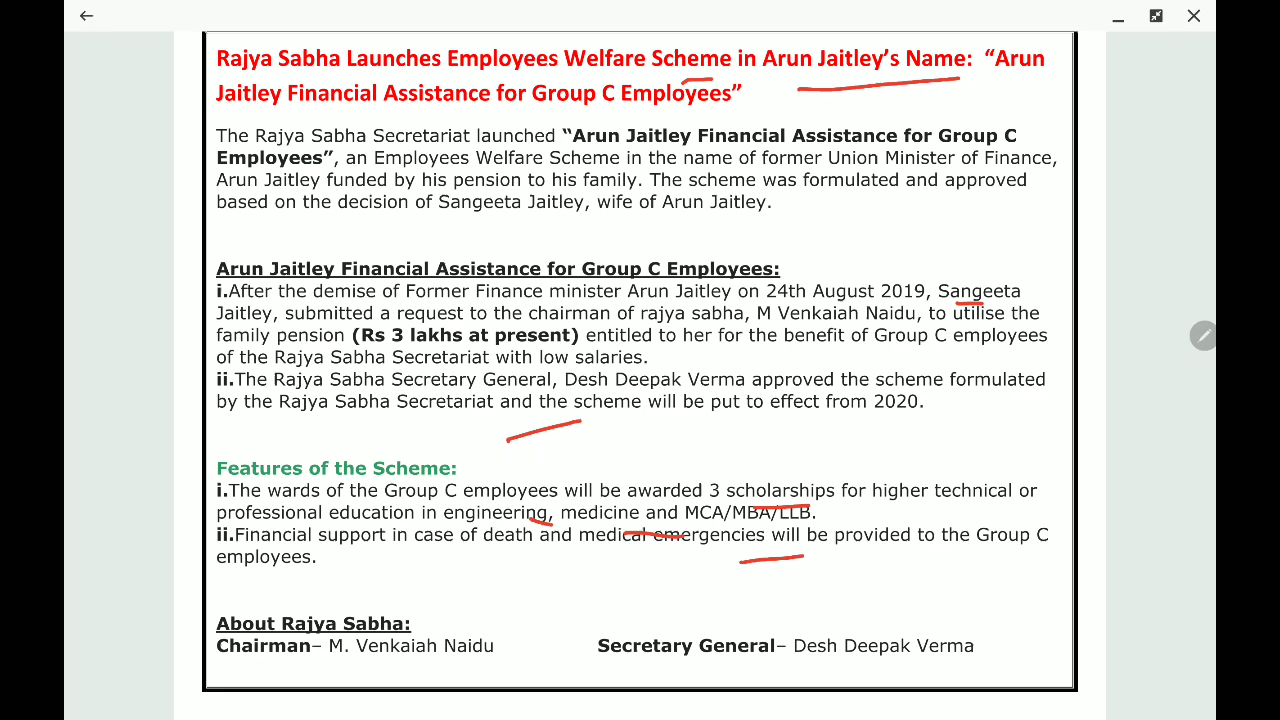 Rajya Sabha Launches Employees Welfare Scheme in Arun Jaitley’s Name: “Arun
Jaitley Financial Assistance for Group C Employees”
The Rajya Sabha Secretariat launched “Arun Jaitley Financial Assistance for Group C
Employees”, an Employees Welfare Scheme in the name of former Union Minister of Finance,
Arun Jaitley funded by his pension to his family. The scheme was formulated and approved
based on the decision of Sangeeta Jaitley, wife of Arun Jaitley.
Arun Jaitley Financial Assistance for Group C Employees:
i.After the demise of Former Finance minister Arun Jaitley on 24th August 2019, Sangeeta
Jaitley, submitted a request to the chairman of rajya sabha, M Venkaiah Naidu, to utilise the
family pension (Rs 3 lakhs at present) entitled to her for the benefit of Group C employees
of the Rajya Sabha Secretariat with low salaries.
ii.The Rajya Sabha Secretary General, Desh Deepak Verma approved the scheme formulated
by the Rajya Sabha Secretariat and the scheme will be put to effect from 2020.
Features of the Scheme:
i.The wards of the Group C employees will be awarded 3 scholarships for higher technical or
professional education in engineering, medicine and MCA/MBA/LLB.
ii.Financial support in case of death and medical emergencies will be provided to the Group C
employees.
About Rajya Sabha:
Chairman– M. Venkaiah Naidu Secretary General– Desh Deepak Verma